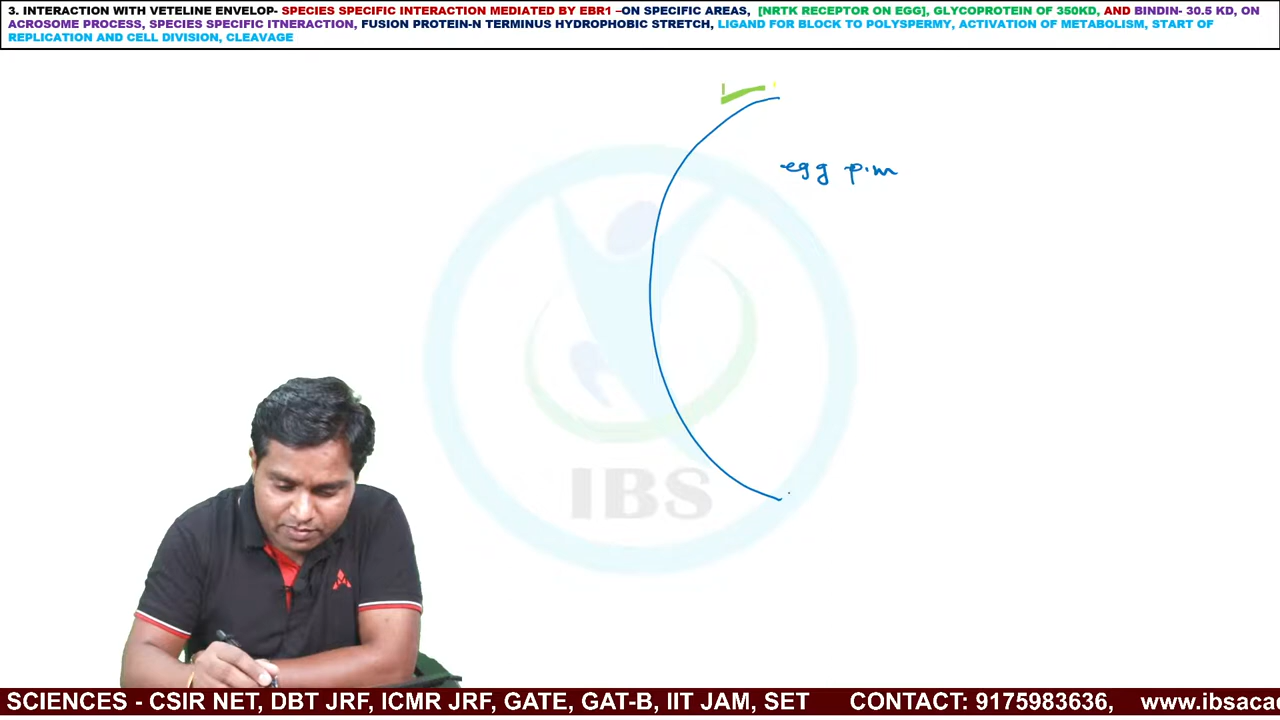 3. INTERACTION WITH VETELINE ENVELOP- SPECIES SPECIFIC INTERACTION MEDIATED BY EBR1 –ON SPECIFIC AREAS, [NRTK RECEPTOR ON EGG], GLYCOPROTEIN OF 350KD, AND BINDIN- 30.5 KD, ON
ACROSOME PROCESS, SPECIES SPECIFIC ITNERACTION, FUSION PROTEIN-N TERMINUS HYDROPHOBIC STRETCH, LIGAND FOR BLOCK TO POLYSPERMY, ACTIVATION OF METABOLISM, START OF
REPLICATION AND CELL DIVISION, CLEAVAGE
egg p.m
IBS
SCIENCES - CSIR NET, DBT JRF, ICMR JRF, GATE, GAT-B, IIT JAM, SET CONTACT: 9175983636, www.ibsaca